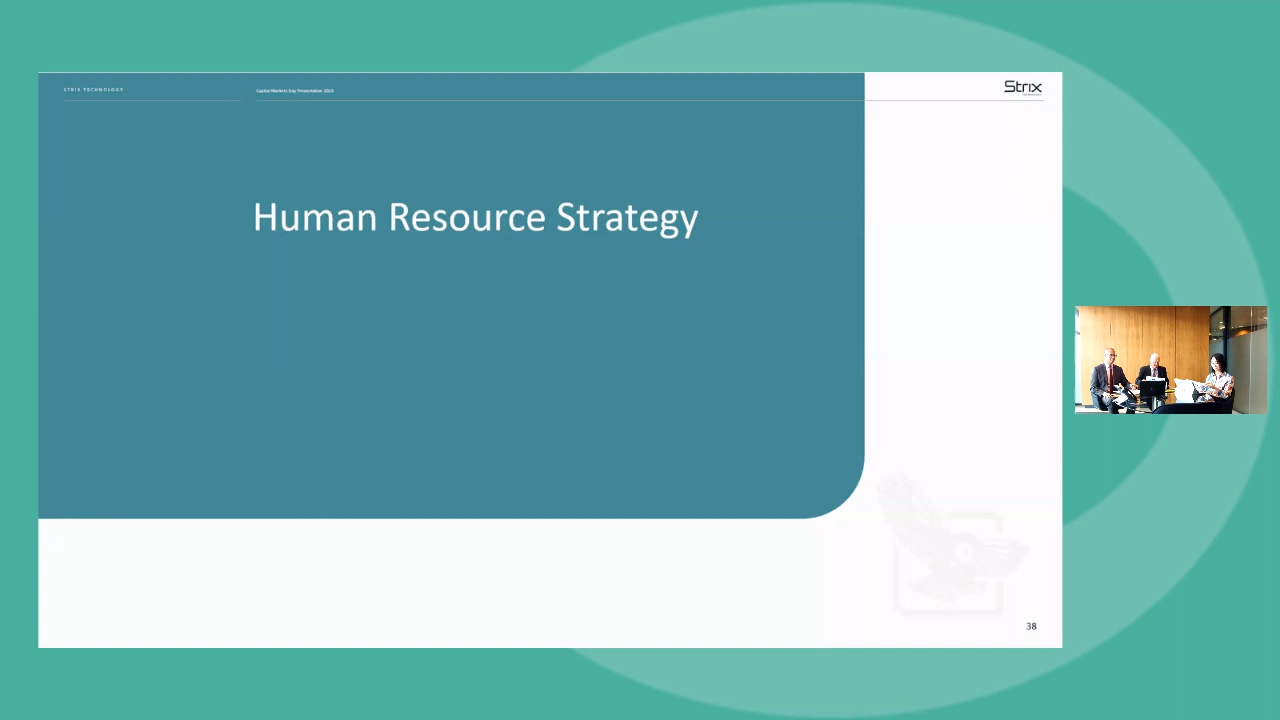 STRIX TECHNOLOGY
Capital Markets Day Presentation 2023
Strix
Human Resource Strategy
38